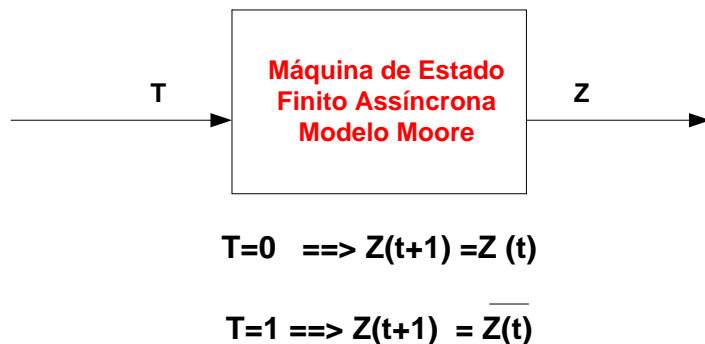 T
Máquina de Estado
Finito Assíncrona
Modelo Moore
Z
T=0 ==> Z(t+1) =Z (t)
T=1 ==> Z(t+1) = Z̅(̅t̅)̅